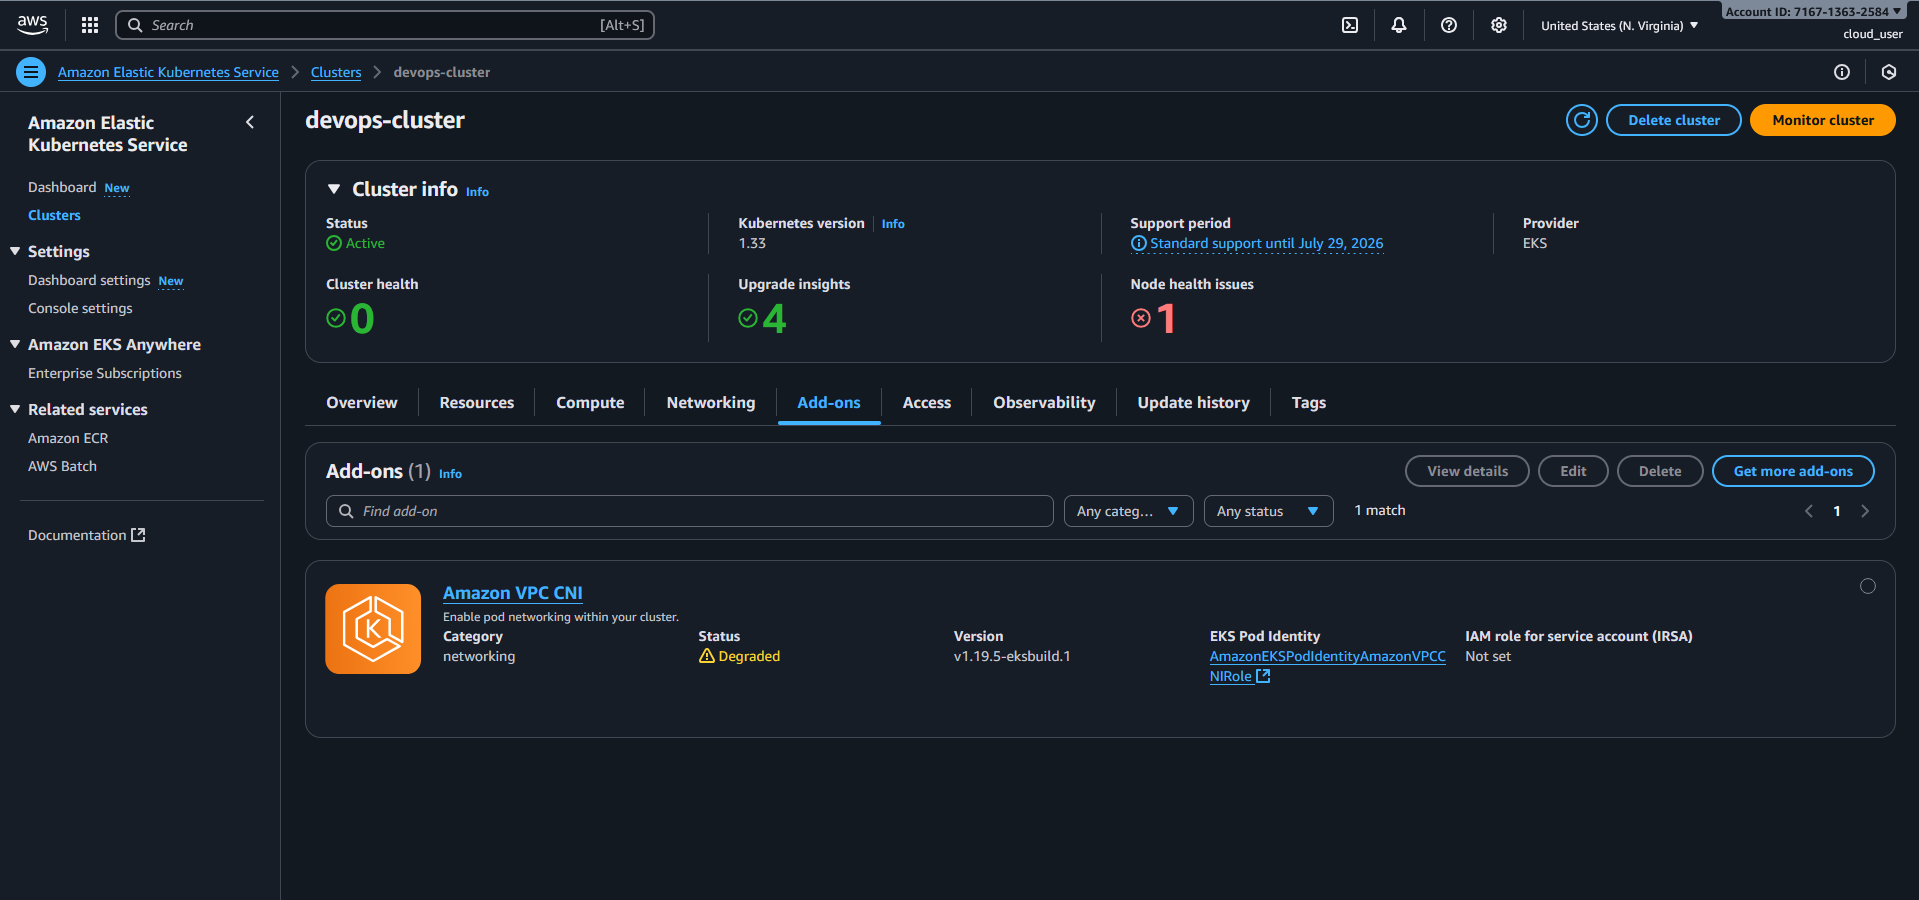 aws
Search [Alt+S]
United States (N. Virginia)
Account ID: 7167-1363-2584
cloud_user
Amazon Elastic Kubernetes Service
Clusters
devops-cluster
Amazon Elastic
Kubernetes Service
Dashboard New
Clusters
Settings
Dashboard settings New
Console settings
Amazon EKS Anywhere
Enterprise Subscriptions
Related services
Amazon ECR
AWS Batch
Documentation
devops-cluster
Delete cluster
Monitor cluster
Cluster info Info
Status
Active
Kubernetes version Info
1.33
Support period
Standard support until July 29, 2026
Provider
EKS
Cluster health
0
Upgrade insights
4
Node health issues
1
Overview
Resources
Compute
Networking
Add-ons
Access
Observability
Update history
Tags
Add-ons (1) Info
View details
Edit
Delete
Get more add-ons
Find add-on
Any categ...
Any status
1 match
1
K
Amazon VPC CNI
Enable pod networking within your cluster.
Category
networking
Status
Degraded
Version
v1.19.5-eksbuild.1
EKS Pod Identity
AmazonEKSPodIdentityAmazonVPCC
NIRole
IAM role for service account (IRSA)
Not set